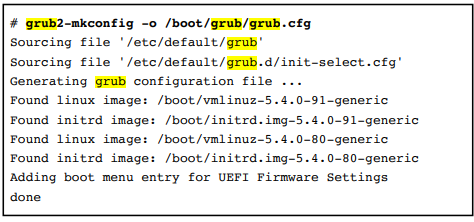 # grub2-mkconfig -o /boot/grub/grub.cfg
Sourcing file '/etc/default/grub'
Sourcing file '/etc/default/grub.d/init-select.cfg'
Generating grub configuration file ...
Found linux image: /boot/vmlinuz-5.4.0-91-generic
Found initrd image: /boot/initrd.img-5.4.0-91-generic
Found linux image: /boot/vmlinuz-5.4.0-80-generic
Found initrd image: /boot/initrd.img-5.4.0-80-generic
Adding boot menu entry for UEFI Firmware Settings
done